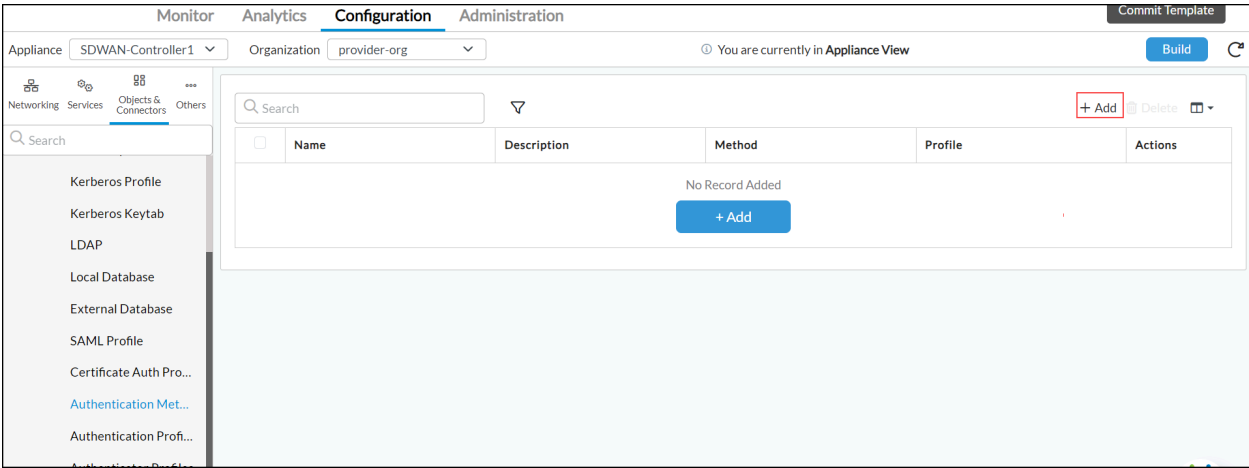 Monitor Analytics Configuration Administration Commit Template
Appliance SDWAN-Controller1 Organization provider-org You are currently in Appliance View Build
Networking Services Objects & Connectors Others
Search
Kerberos Profile
Kerberos Keytab
LDAP
Local Database
External Database
SAML Profile
Certificate Auth Pro...
Authentication Met...
Authentication Profi...
Authenticator Profiles
Search + Add Delete
Name Description Method Profile Actions
No Record Added
+ Add